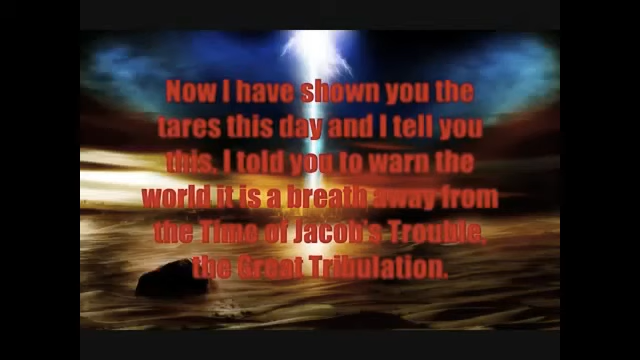 Now I have shown you the
tares this day and I tell you
this. I told you to warn the
world it is a breath away from
the Time of Jacob's Trouble,
the Great Tribulation.